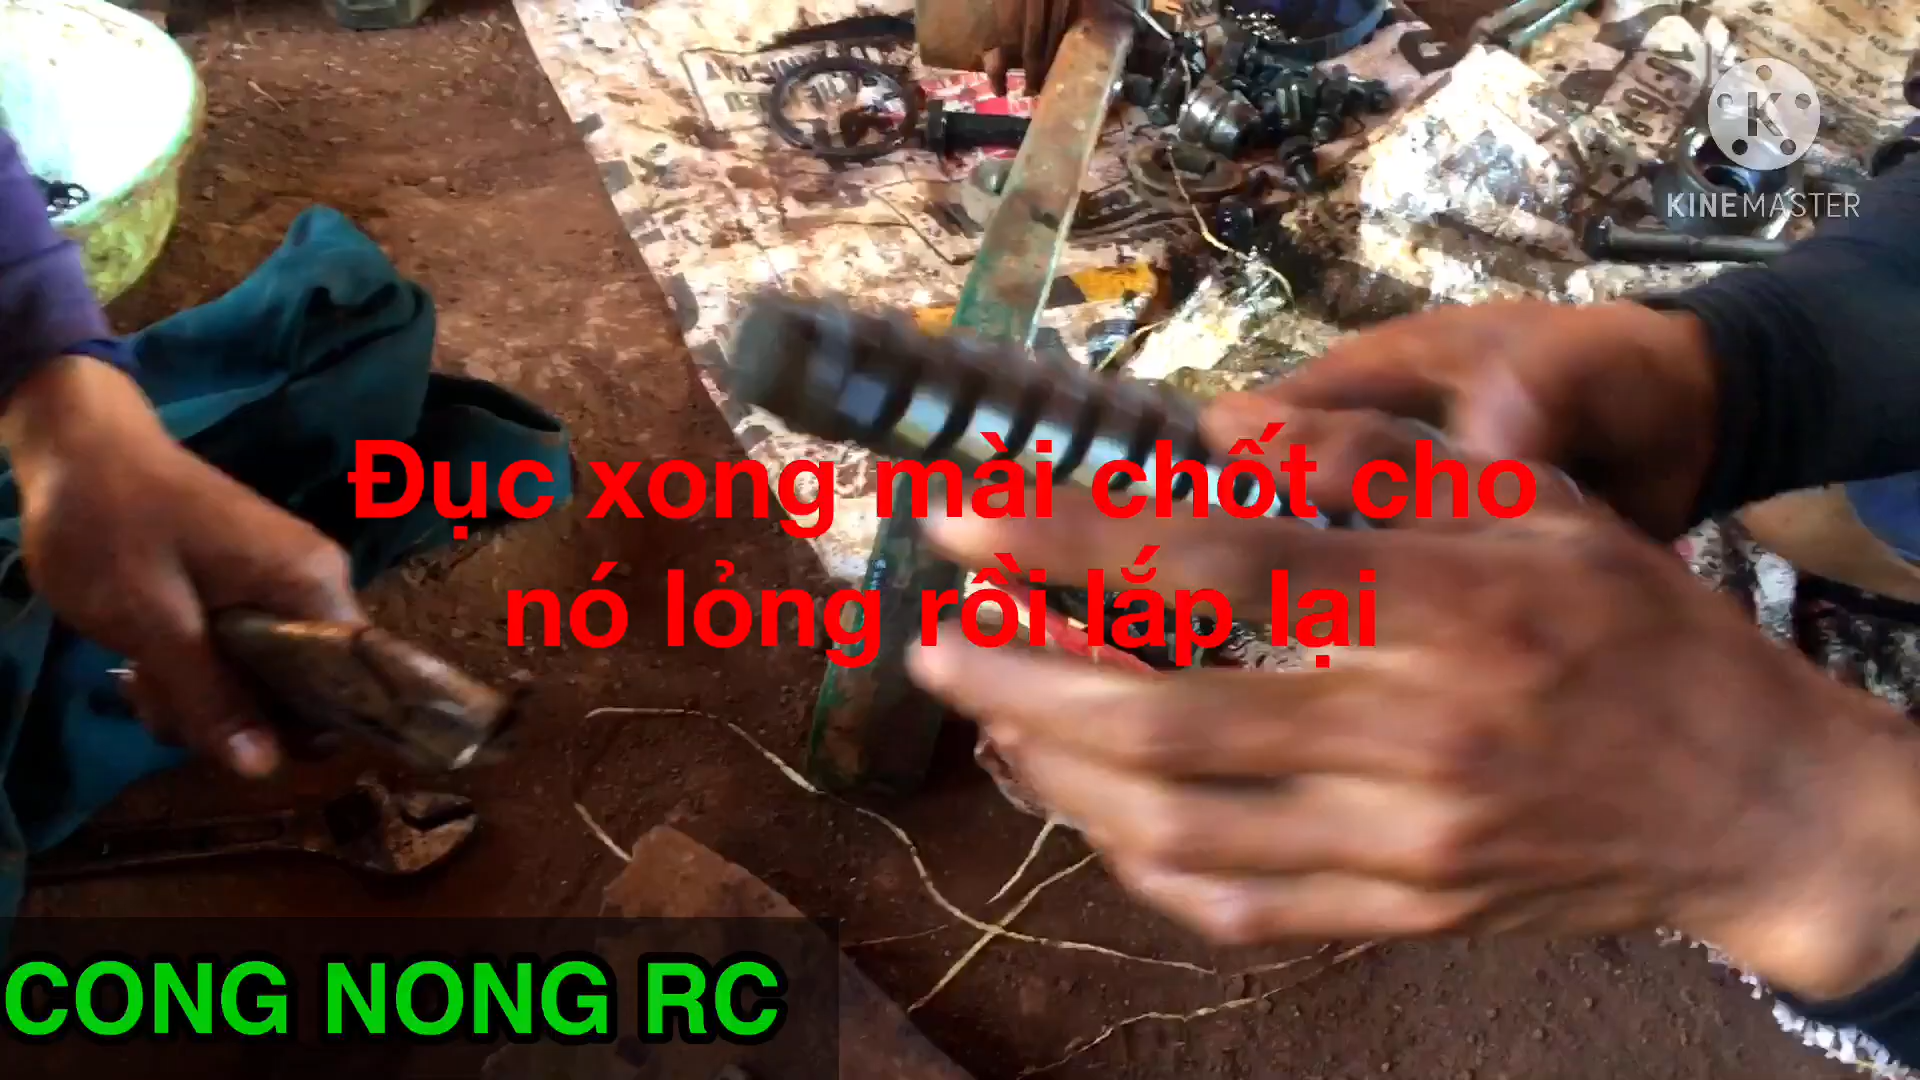 KINEMASTER
Đục xong mài chốt cho
nó lỏng rồi lắp lại
CONG NONG RC